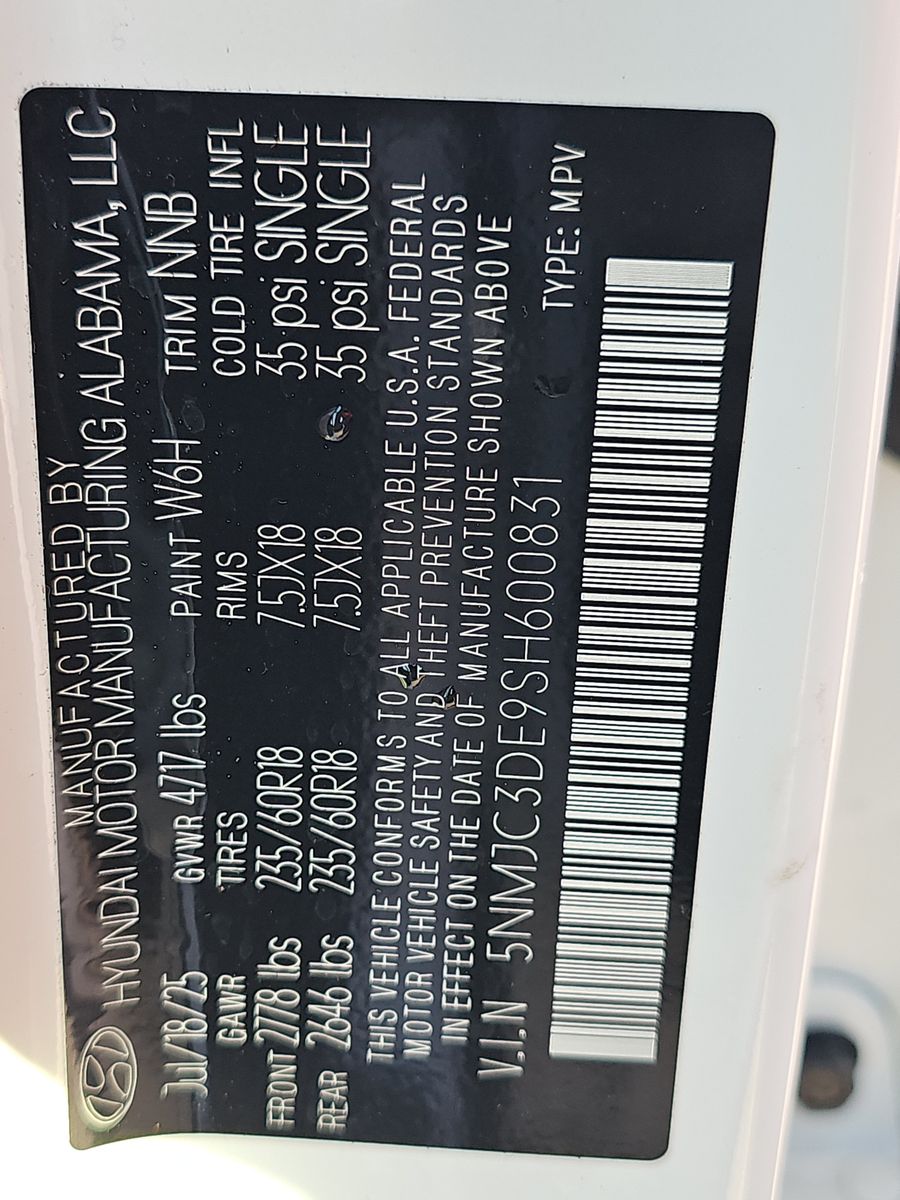 MANUFACTURED BY
HYUNDAI MOTOR MANUFACTURING ALABAMA, LLC
Jul/18/25 GVWR 4717 lbs PAINT W6H TRIM NNB
GAWR TIRES RIMS COLD TIRE INFL
FRONT 2778 lbs 235/60R18 7.5JX18 35 psi SINGLE
REAR 2646 lbs 235/60R18 7.5JX18 35 psi SINGLE
THIS VEHICLE CONFORMS TO ALL APPLICABLE U.S.A. FEDERAL
MOTOR VEHICLE SAFETY AND THEFT PREVENTION STANDARDS
IN EFFECT ON THE DATE OF MANUFACTURE SHOWN ABOVE
V.I.N 5NMJC3DE9SH600831 TYPE: MPV